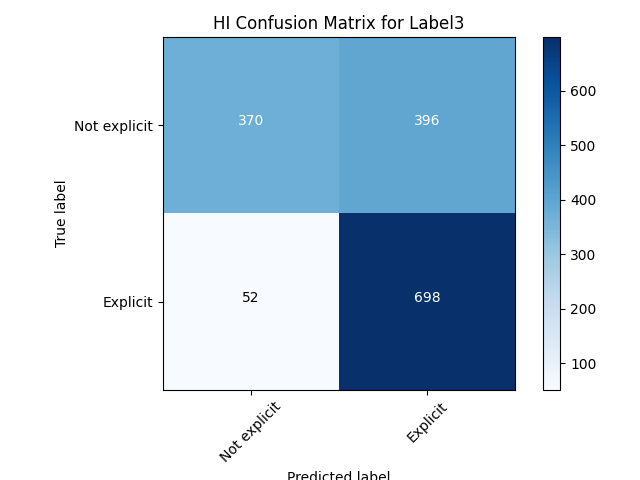 HI Confusion Matrix for Label3
True label
Not explicit
370
396
Explicit
52
698
Not explicit
Explicit
Predicted label
600
500
400
300
200
100